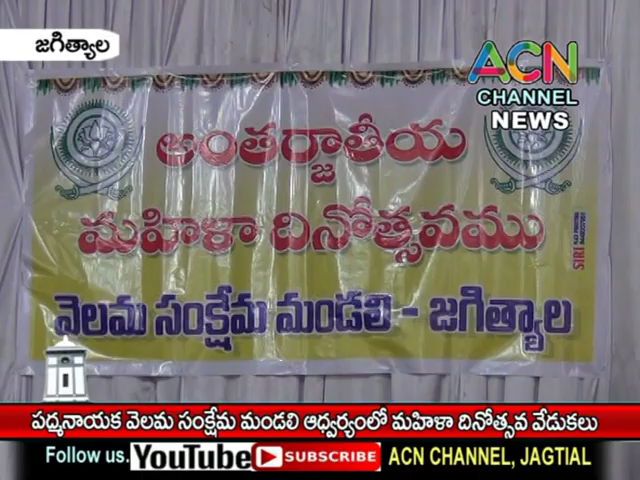 జగిత్యాల
ACN
CHANNEL
NEWS
అంతర్జాతీయ
మహిళా దినోత్సవము
వెలమ సంక్షేమ మండలి - జగిత్యాల
SIRI
పద్మనాయక వెలమ సంక్షేమ మండలి ఆధ్వర్యంలో మహిళా దినోత్సవ వేడుకలు
Follow us. YouTube SUBSCRIBE ACN CHANNEL, JAGTIAL